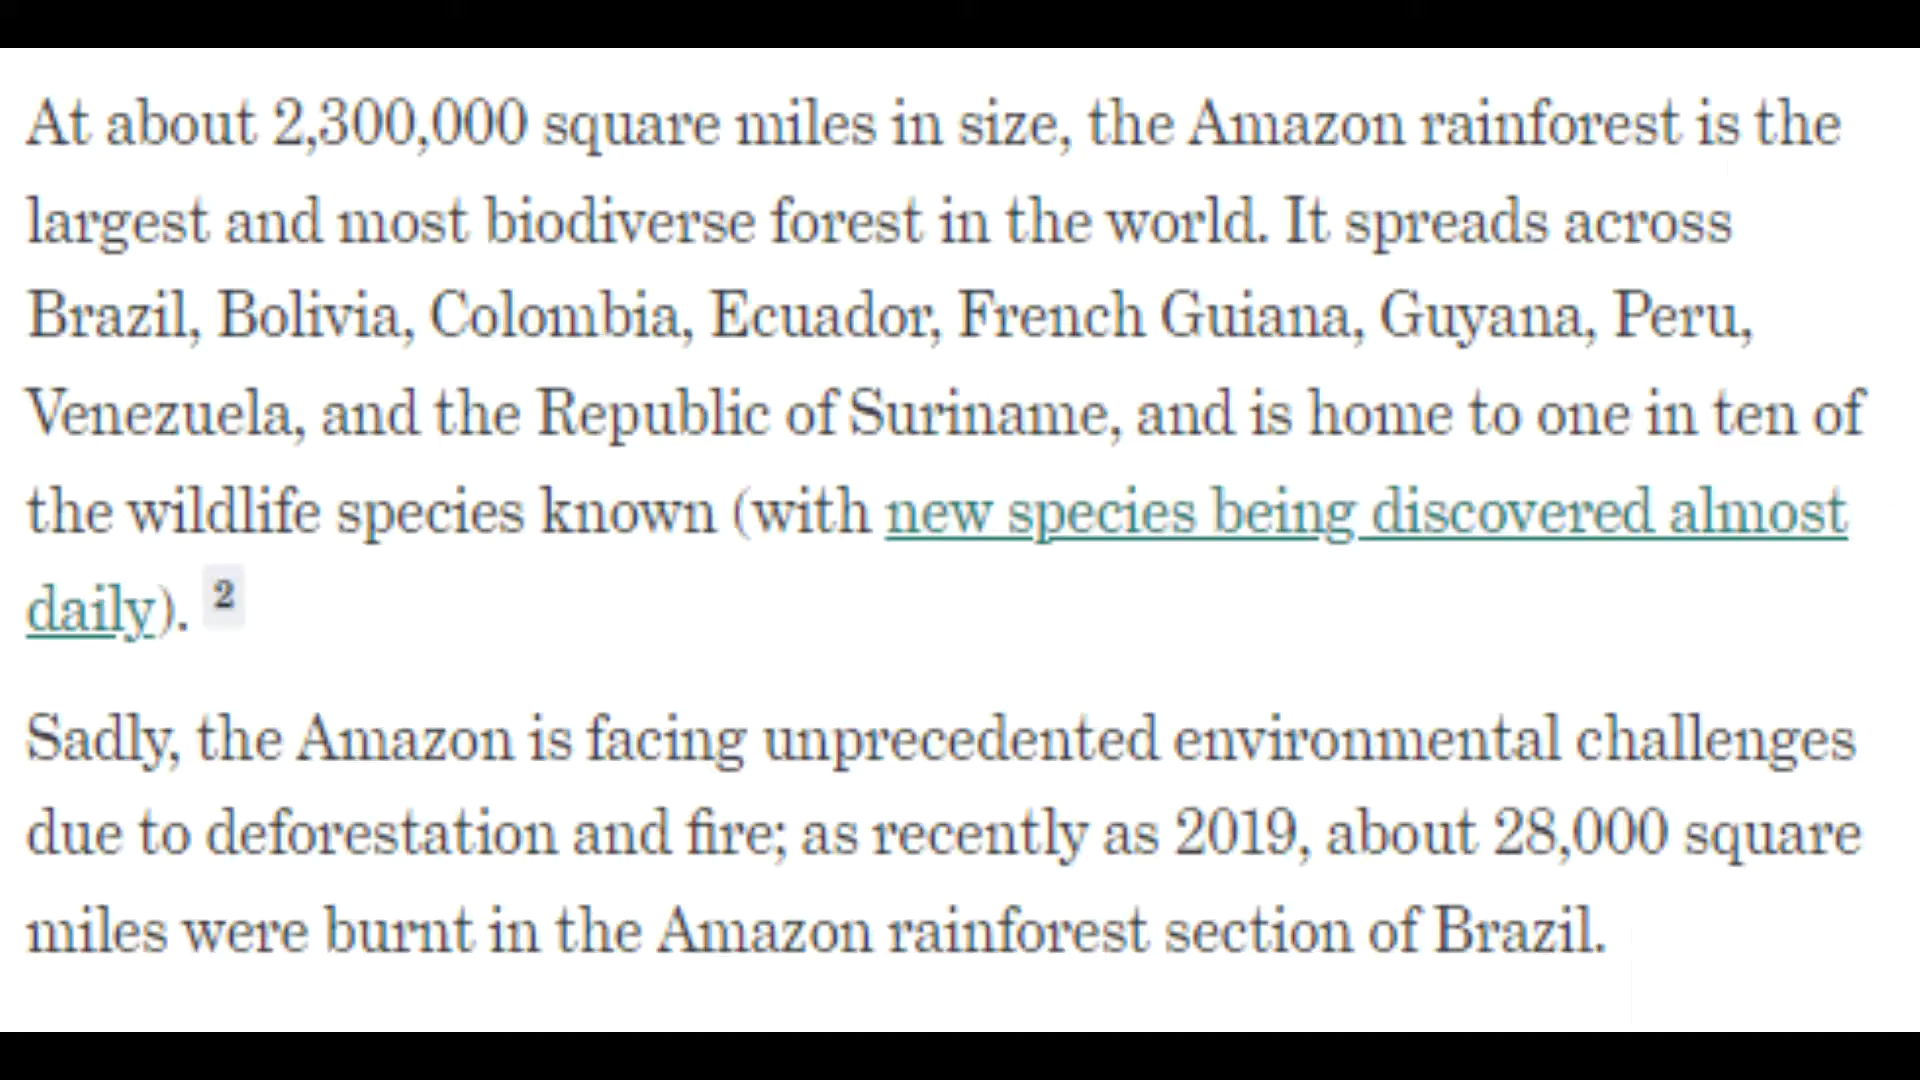 At about 2,300,000 square miles in size, the Amazon rainforest is the
largest and most biodiverse forest in the world. It spreads across
Brazil, Bolivia, Colombia, Ecuador, French Guiana, Guyana, Peru,
Venezuela, and the Republic of Suriname, and is home to one in ten of
the wildlife species known (with new species being discovered almost
daily). 2
Sadly, the Amazon is facing unprecedented environmental challenges
due to deforestation and fire; as recently as 2019, about 28,000 square
miles were burnt in the Amazon rainforest section of Brazil.